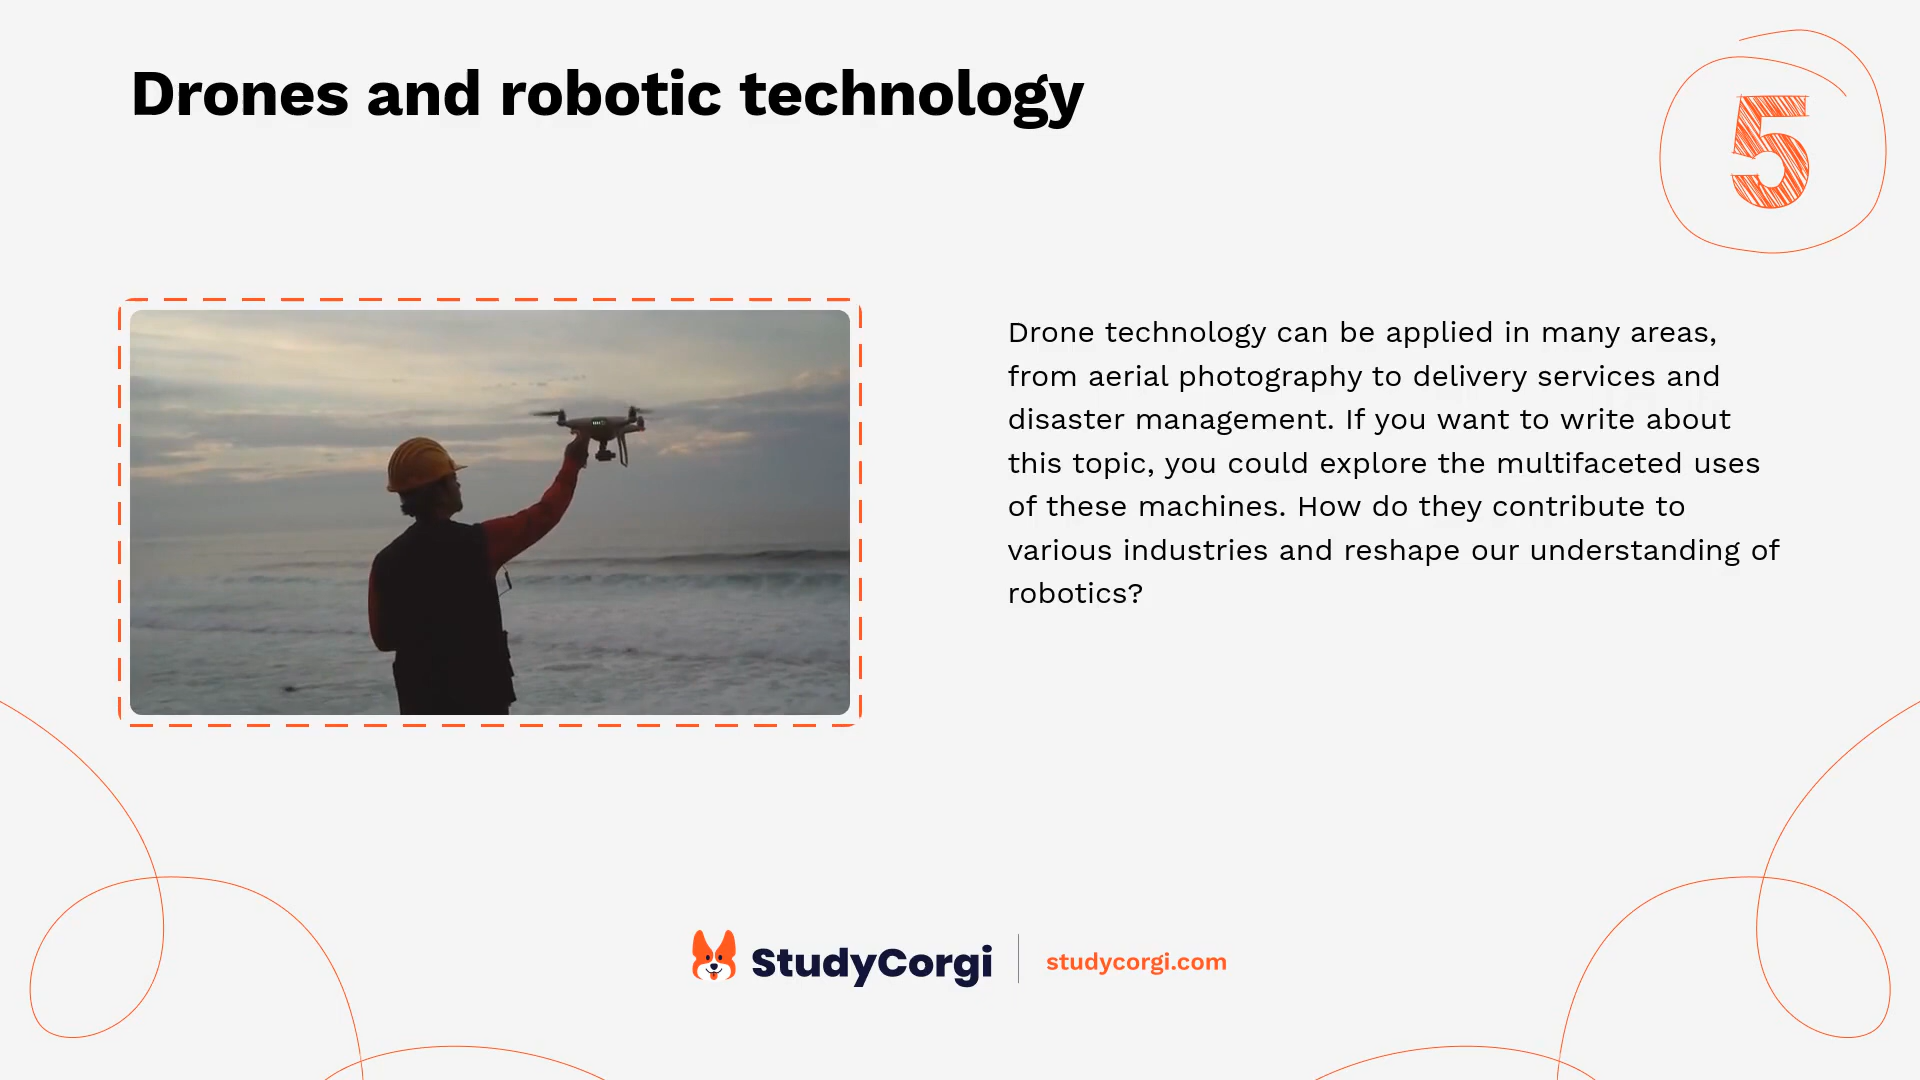 Drones and robotic technology
5
Drone technology can be applied in many areas,
from aerial photography to delivery services and
disaster management. If you want to write about
this topic, you could explore the multifaceted uses
of these machines. How do they contribute to
various industries and reshape our understanding of
robotics?
StudyCorgi
studycorgi.com